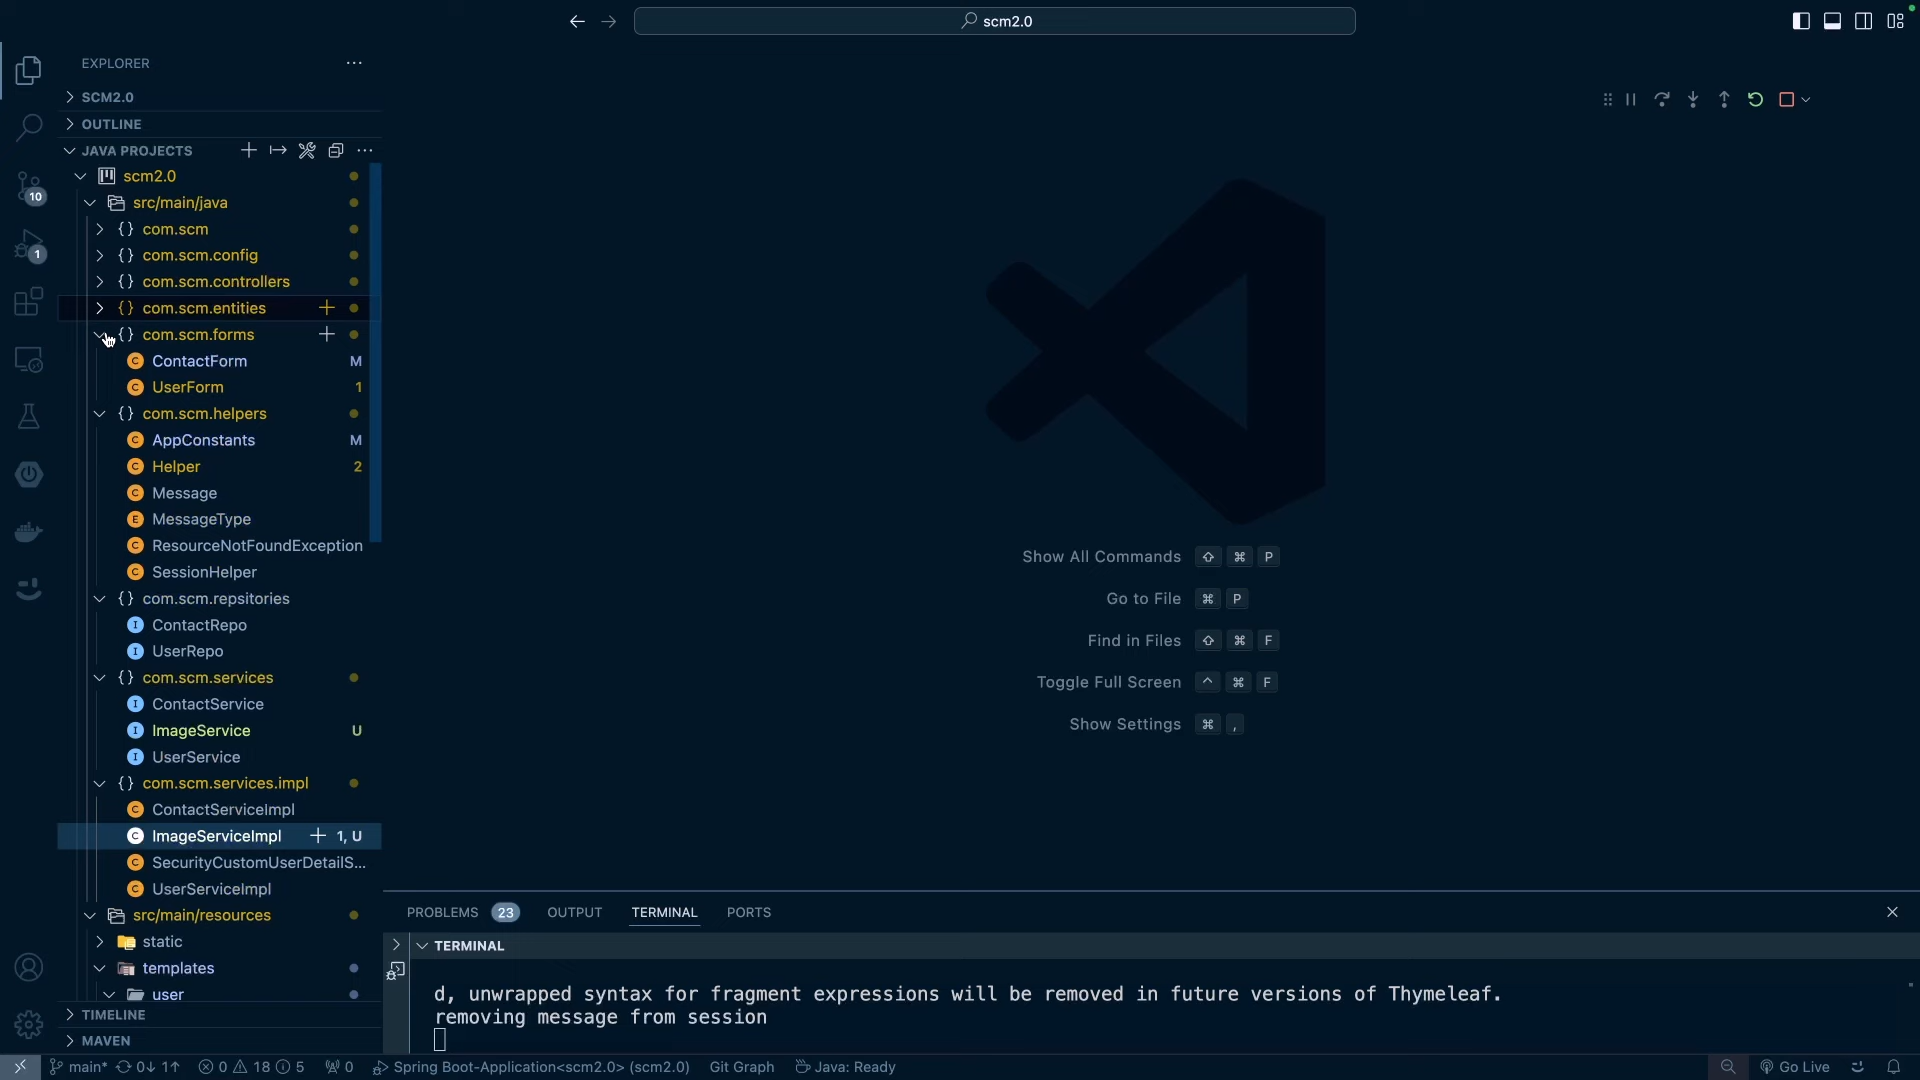 scm2.0
EXPLORER
SCM2.0
OUTLINE
JAVA PROJECTS
scm2.0
src/main/java
com.scm
com.scm.config
com.scm.controllers
com.scm.entities
com.scm.forms
ContactForm M
UserForm 1
com.scm.helpers
AppConstants M
Helper 2
Message
MessageType
ResourceNotFoundException
SessionHelper
com.scm.repsitories
ContactRepo
UserRepo
com.scm.services
ContactService
ImageService U
UserService
com.scm.services.impl
ContactServiceImpl
ImageServiceImpl 1, U
SecurityCustomUserDetailS...
UserServiceImpl
src/main/resources
static
templates
user
TIMELINE
MAVEN
10
1
Show All Commands ⇧ ⌘ P
Go to File ⌘ P
Find in Files ⇧ ⌘ F
Toggle Full Screen ^ ⌘ F
Show Settings ⌘ ,
PROBLEMS 23 OUTPUT TERMINAL PORTS
TERMINAL
d, unwrapped syntax for fragment expressions will be removed in future versions of Thymeleaf.
removing message from session
main* 0↓ 1↑ 0 18 5 0 Spring Boot-Application<scm2.0> (scm2.0) Git Graph Java: Ready Go Live